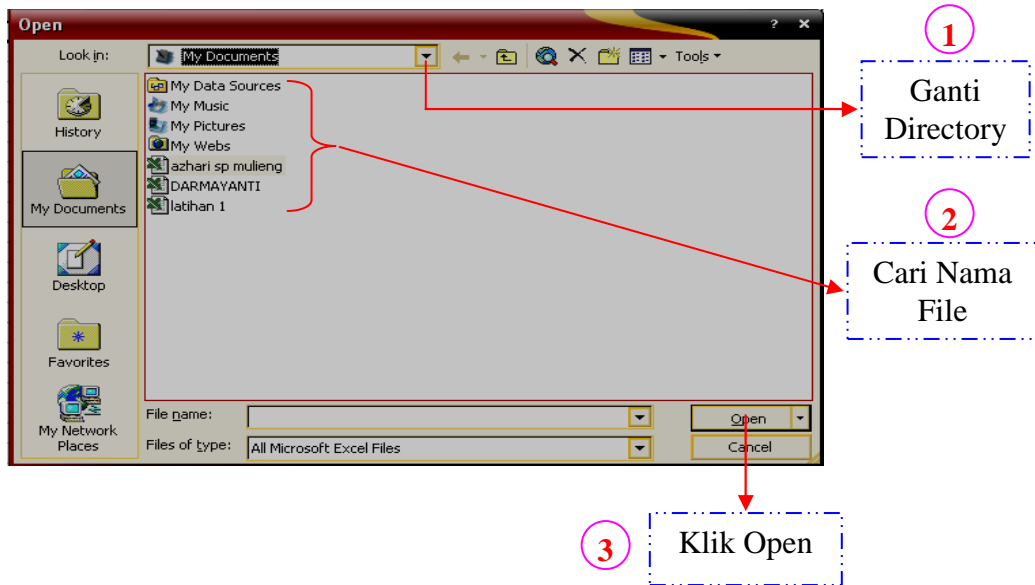 Open
Look in:
My Documents
Tools
History
My Documents
Desktop
Favorites
My Network
Places
My Data Sources
My Music
My Pictures
My Webs
azhari sp mulieng
DARMAYANTI
latihan 1
File name:
Open
Files of type:
All Microsoft Excel Files
Cancel
1
Ganti
Directory
2
Cari Nama
File
3
Klik Open